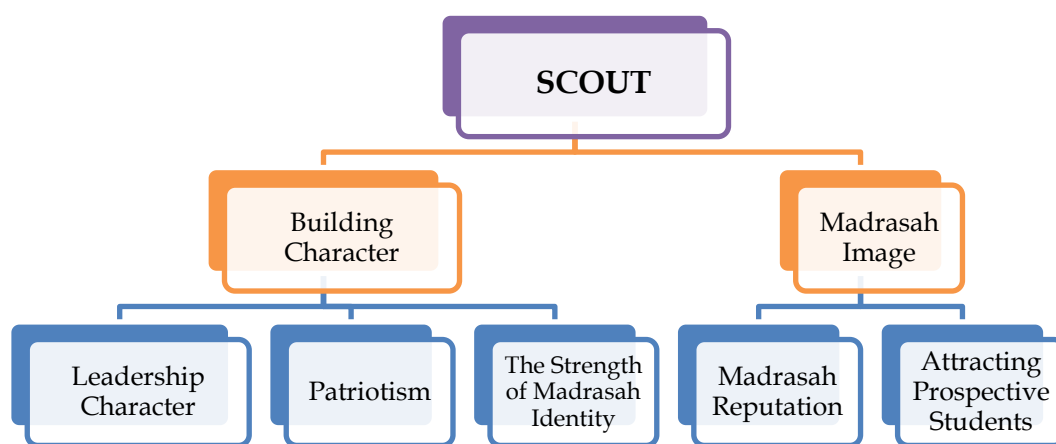 SCOUT
Building
Character
Madrasah
Image
Leadership
Character
Patriotism
The Strength
of Madrasah
Identity
Madrasah
Reputation
Attracting
Prospective
Students